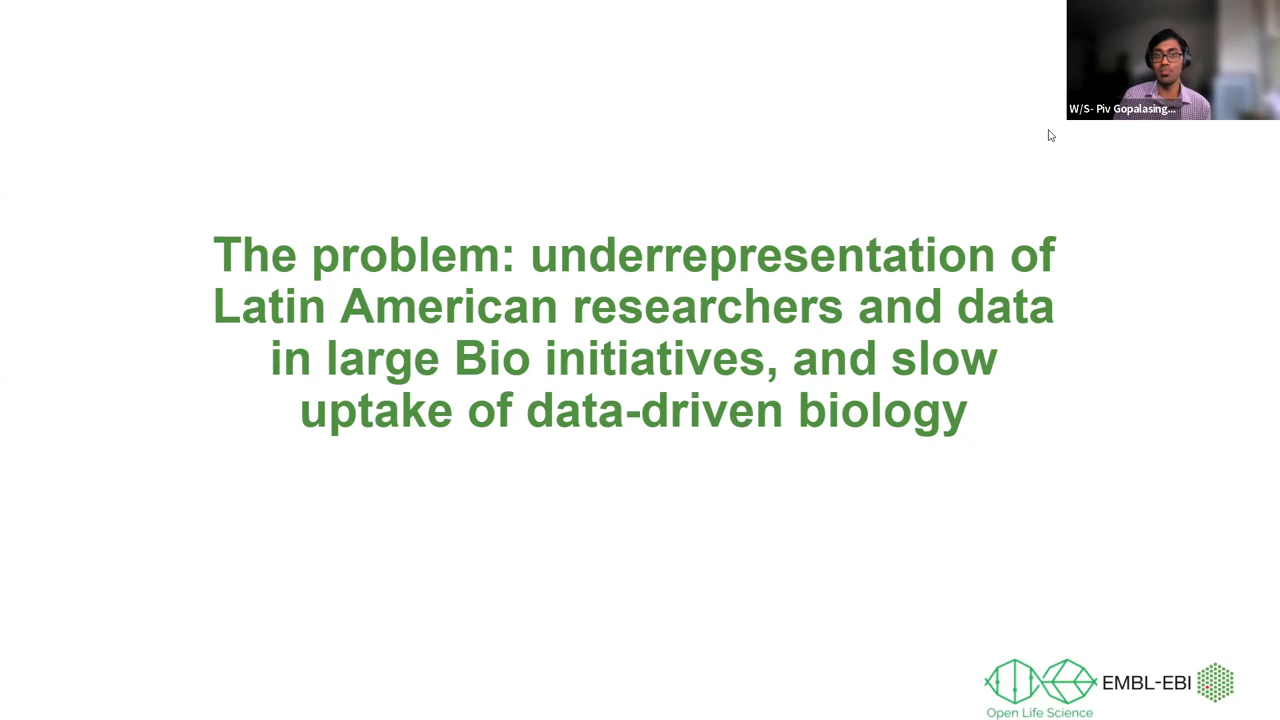 W/S- Piv Gopalasing...
The problem: underrepresentation of
Latin American researchers and data
in large Bio initiatives, and slow
uptake of data-driven biology
EMBL-EBI
Open Life Science